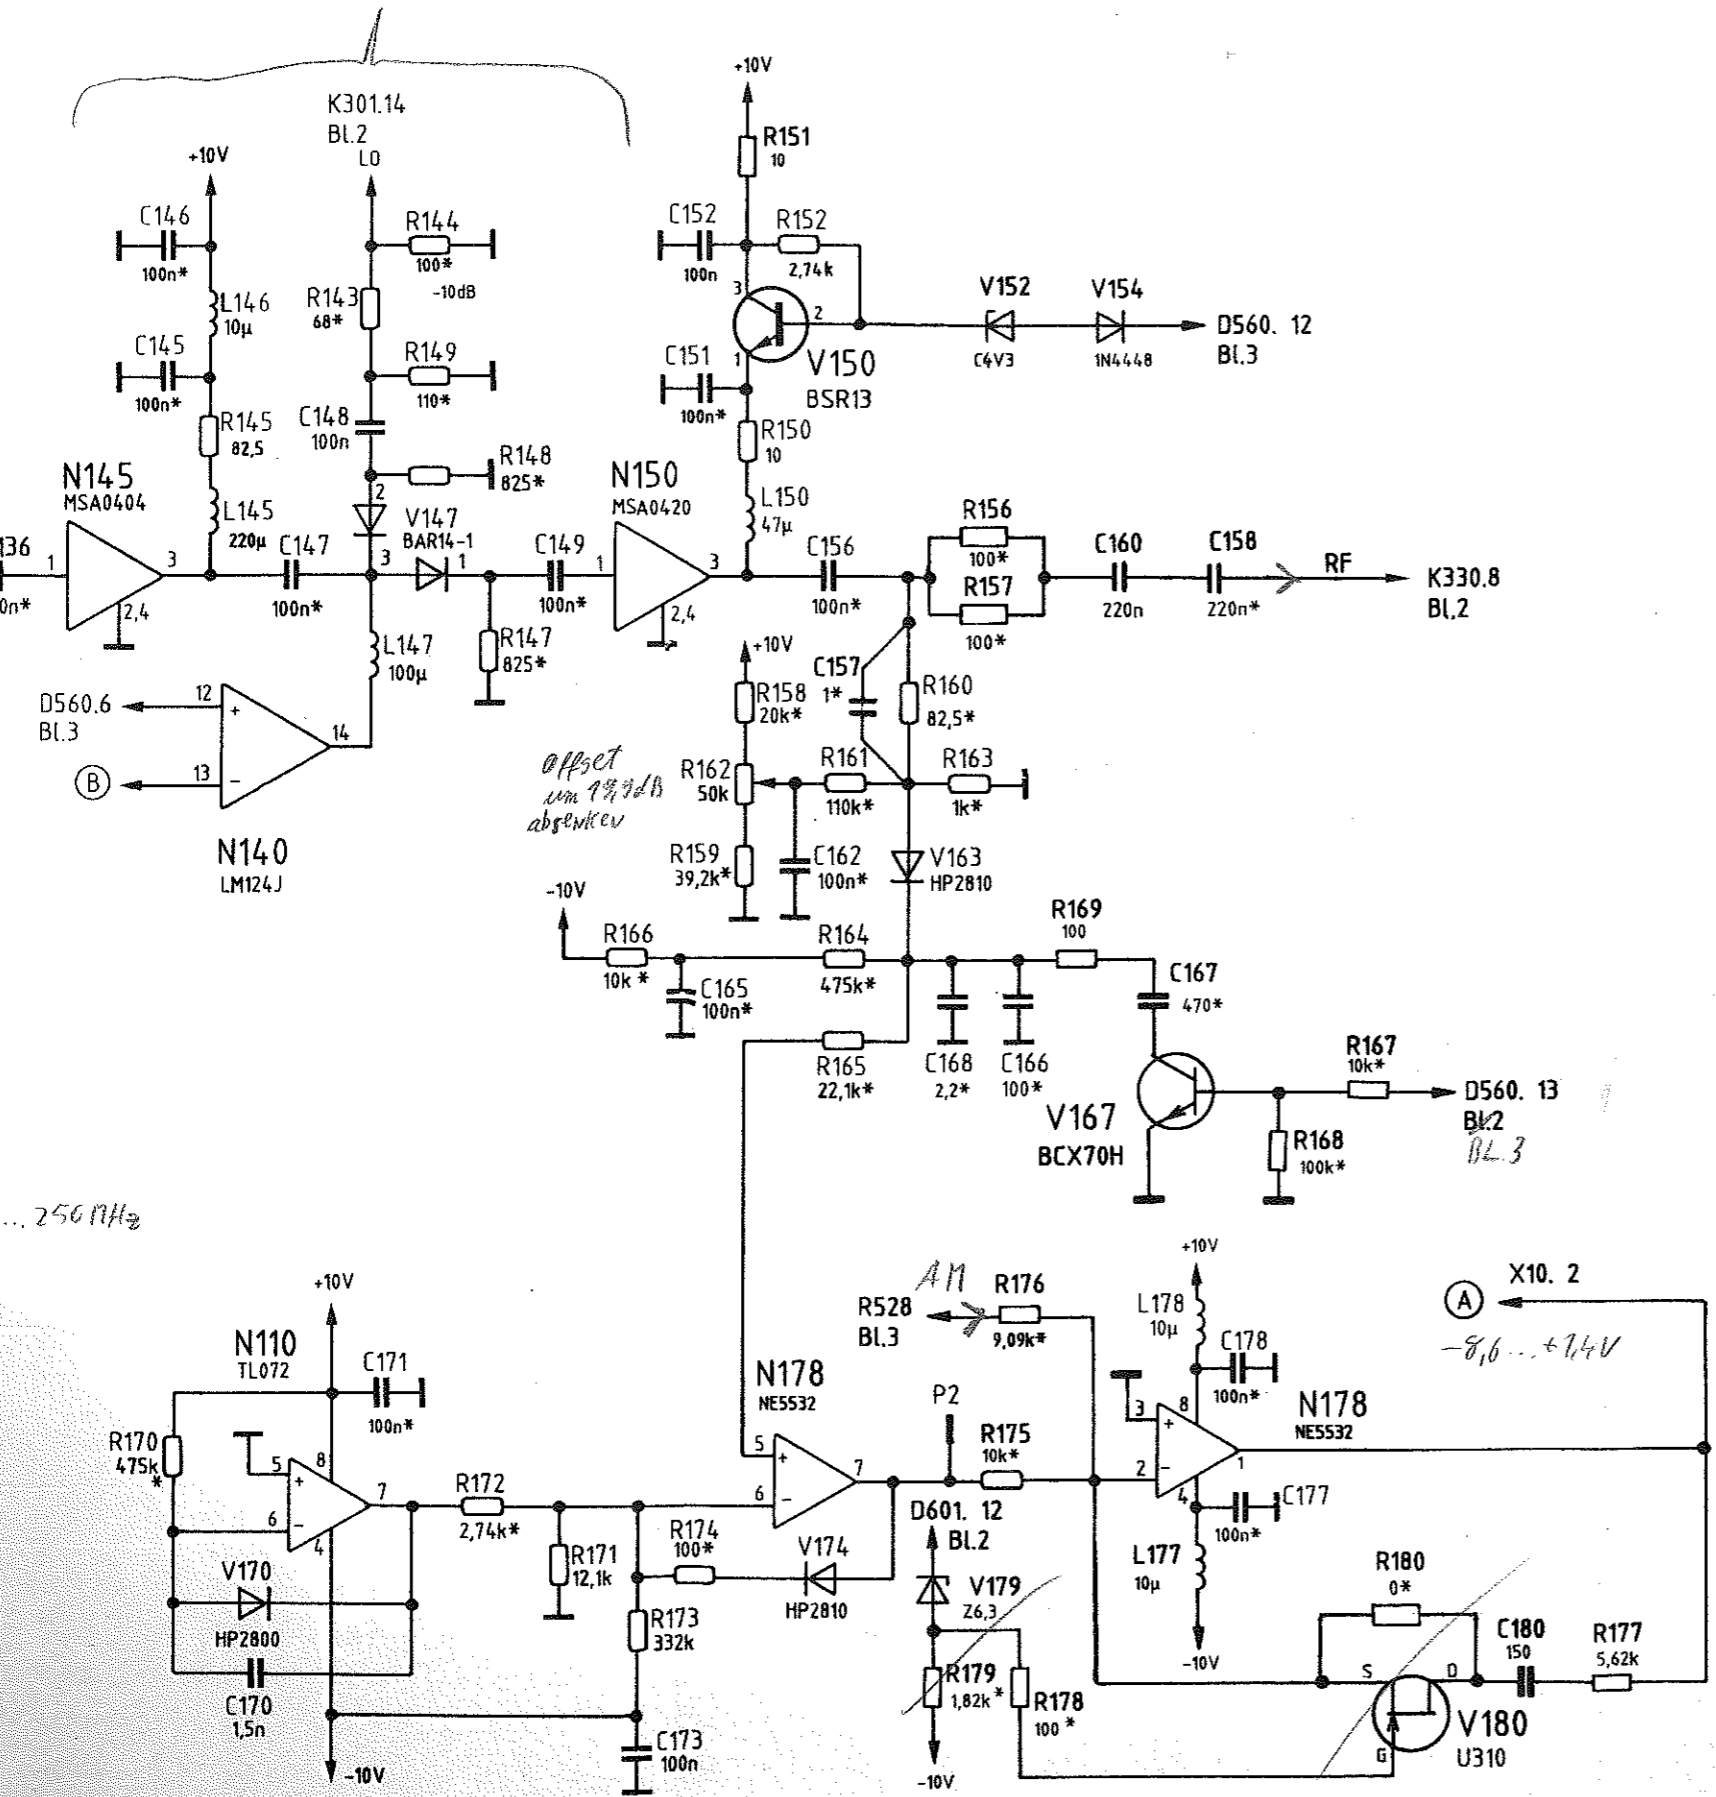 K301.14
Bl.2
LO
+10V
C146
100n*
R144
100*
-10dB
L146
10µ
R143
68*
C145
100n*
R149
110*
R145
82,5
C148
100n
R148
825*
N145
MSA0404
L145
220µ
V147
BAR14-1
136
0n*
1
3
2,4
C147
100n*
2
3
1
C149
100n*
R147
825*
L147
100µ
D560.6
Bl.3
12
+
13
-
14
B
N140
LM124J
+10V
R151
10
C152
100n
R152
2,74k
3
2
1
V150
BSR13
V152
C4V3
V154
1N4448
D560. 12
Bl.3
C151
100n*
R150
10
L150
47µ
N150
MSA0420
1
3
2,4
C156
100n*
R156
100*
R157
100*
C160
220n
C158
220n*
RF
K330.8
Bl.2
+10V
R158
20k*
C157
1*
R160
82,5*
Offset
um
absenken
R162
50k
R161
110k*
R163
1k*
R159
39,2k*
C162
100n*
V163
HP2810
-10V
R166
10k *
C165
100n*
R164
475k*
R169
100
C167
470*
R165
22,1k*
C168
2,2*
C166
100*
V167
BCX70H
R167
10k*
D560. 13
Bl.2
BL.3
R168
100k*
... 250 MHz
+10V
N110
TL072
C171
100n*
R170
475k
*
5
+
6
-
8
4
7
V170
HP2800
C170
1,5n
-10V
R172
2,74k*
R171
12,1k
R174
100*
V174
HP2810
R173
332k
C173
100n
N178
NE5532
5
+
6
-
7
AM
R528
Bl.3
R176
9,09k*
P2
R175
10k*
D601. 12
Bl.2
V179
Z6,3
R179
1,82k*
R178
100*
-10V
+10V
L178
10µ
C178
100n*
3
+
2
-
8
4
1
N178
NE5532
C177
100n*
L177
10µ
-10V
A
X10. 2
-8,6...+1,4V
R180
0*
S
D
G
C180
150
R177
5,62k
V180
U310